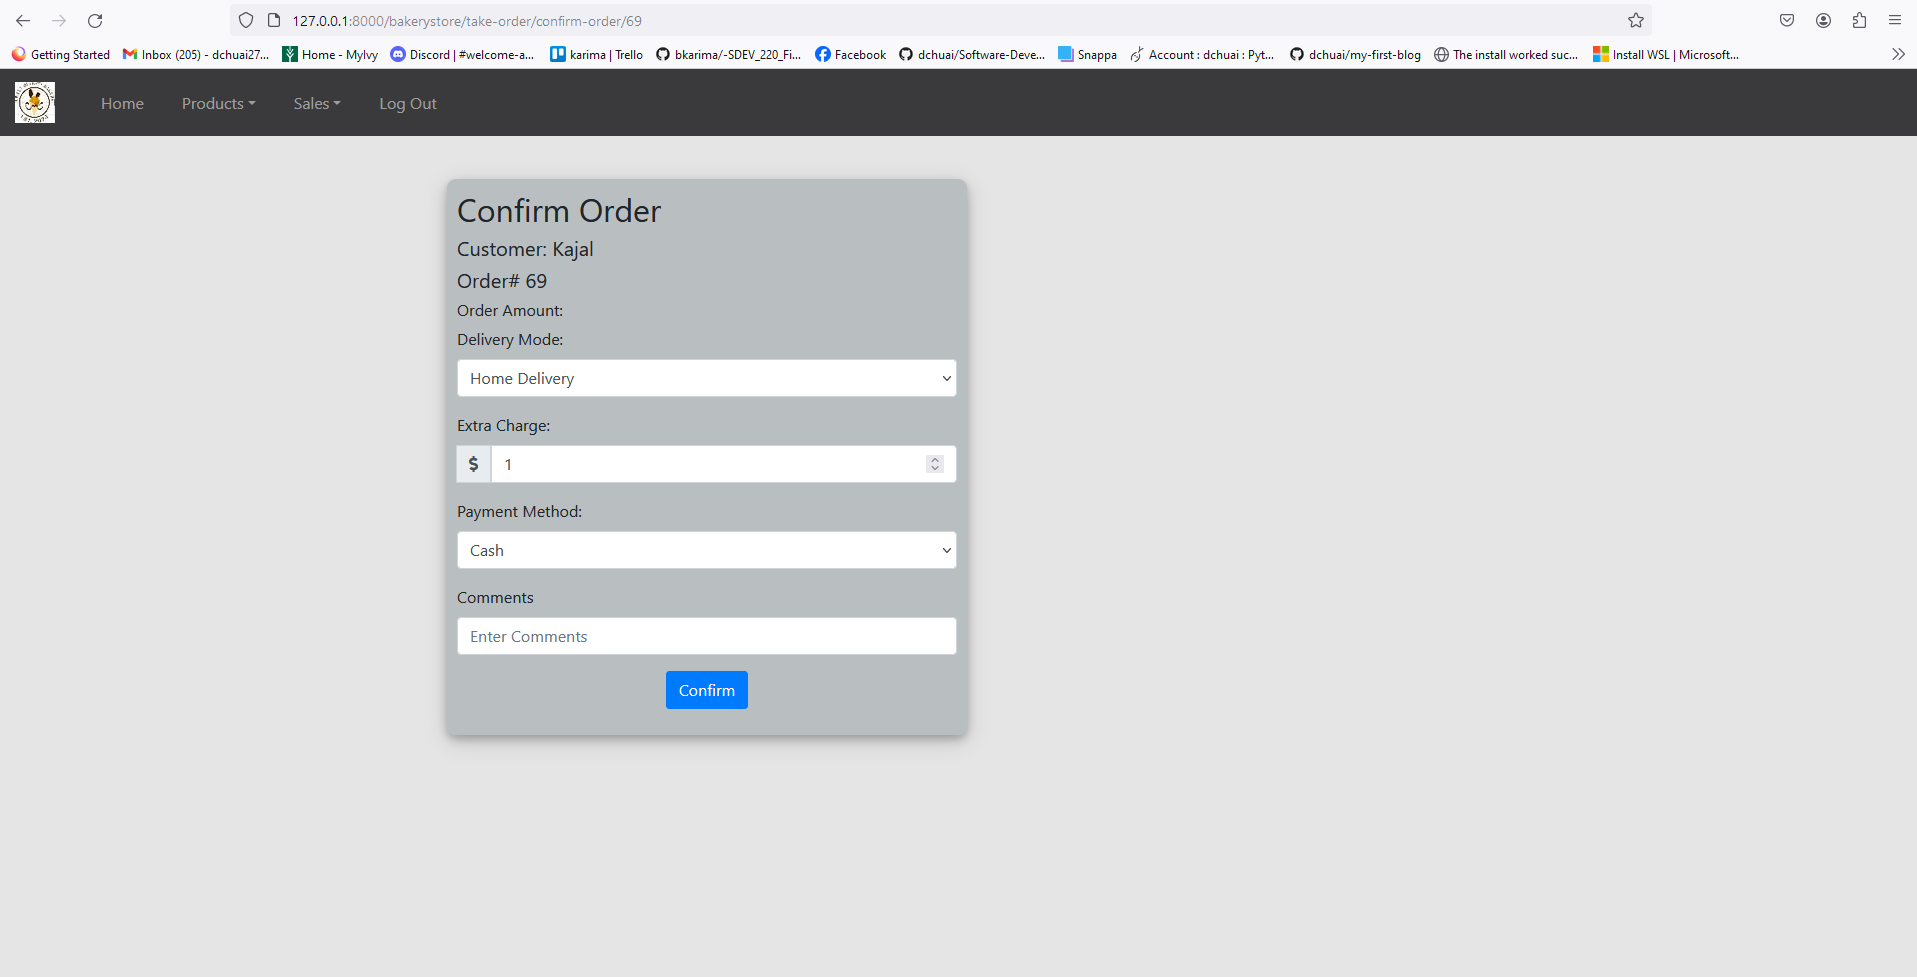 127.0.0.1:8000/bakerystore/take-order/confirm-order/69
Getting Started Inbox (205) - dchuai27... Home - MyIvy Discord | #welcome-a... karima | Trello bkarima/-SDEV_220_Fi... Facebook dchuai/Software-Deve... Snappa Account : dchuai : Pyt... dchuai/my-first-blog The install worked suc... Install WSL | Microsoft...
Home Products Sales Log Out
Confirm Order
Customer: Kajal
Order# 69
Order Amount:
Delivery Mode:
Home Delivery
Extra Charge:
$ 1
Payment Method:
Cash
Comments
Enter Comments
Confirm